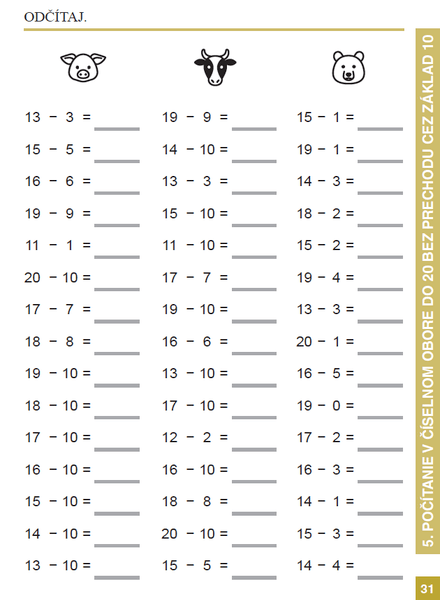 ODČÍTAJ.
13 − 3 = 19 − 9 = 15 − 1 =
15 − 5 = 14 − 10 = 19 − 1 =
16 − 6 = 13 − 3 = 14 − 3 =
19 − 9 = 15 − 10 = 18 − 2 =
11 − 1 = 11 − 10 = 15 − 2 =
20 − 10 = 17 − 7 = 19 − 4 =
17 − 7 = 19 − 10 = 13 − 3 =
18 − 8 = 16 − 6 = 20 − 1 =
19 − 10 = 13 − 10 = 16 − 5 =
18 − 10 = 17 − 10 = 19 − 0 =
17 − 10 = 12 − 2 = 17 − 2 =
16 − 10 = 16 − 10 = 16 − 3 =
15 − 10 = 18 − 8 = 14 − 1 =
14 − 10 = 20 − 10 = 15 − 3 =
13 − 10 = 15 − 5 = 14 − 4 =
5. POČÍTANIE V ČÍSELNOM OBORE DO 20 BEZ PRECHODU CEZ ZÁKLAD 10
31